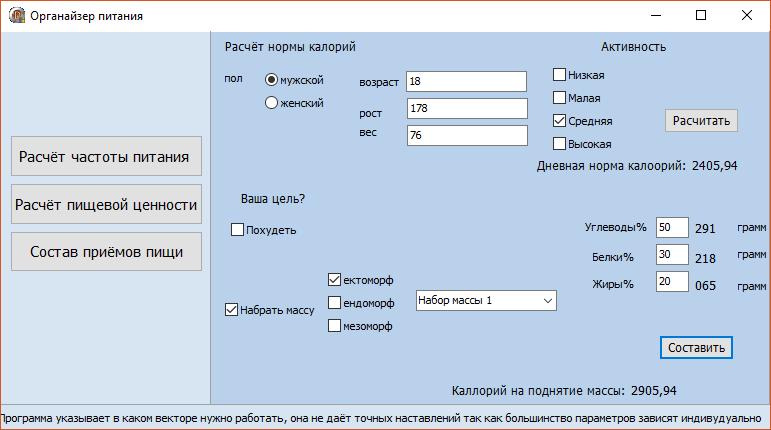 Органайзер питания
Расчёт нормы калорий
Активность
пол
мужской
женский
возраст 18
рост 178
вес 76
Низкая
Малая
Средняя
Высокая
Расчитать
Дневная норма калоорий: 2405,94
Расчёт частоты питания
Расчёт пищевой ценности
Состав приёмов пищи
Ваша цель?
Похудеть
Набрать массу
ектоморф
ендоморф
мезоморф
Набор массы 1
Углеводы% 50 291 грамм
Белки% 30 218 грамм
Жиры% 20 065 грамм
Составить
Каллорий на поднятие массы: 2905,94
Программа указывает в каком векторе нужно работать, она не даёт точных наставлений так как большинство параметров зависят индивудуально